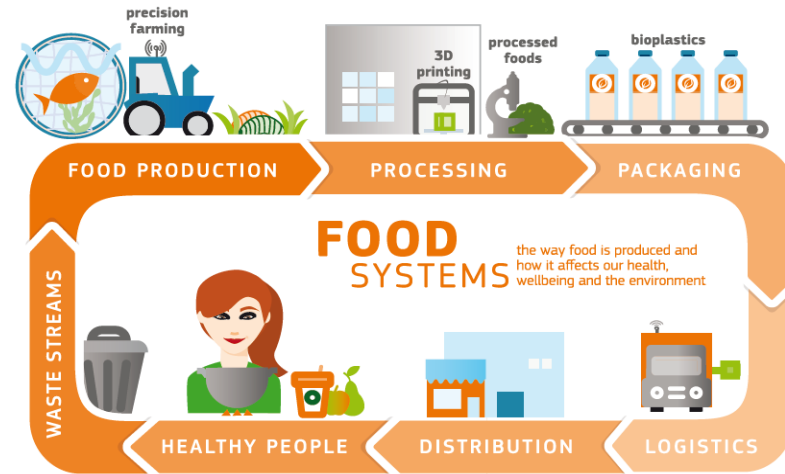 precision
farming
3D
printing
processed
foods
bioplastics
FOOD PRODUCTION
PROCESSING
PACKAGING
FOOD
SYSTEMS
the way food is produced and
how it affects our health,
wellbeing and the environment
WASTE STREAMS
HEALTHY PEOPLE
DISTRIBUTION
LOGISTICS